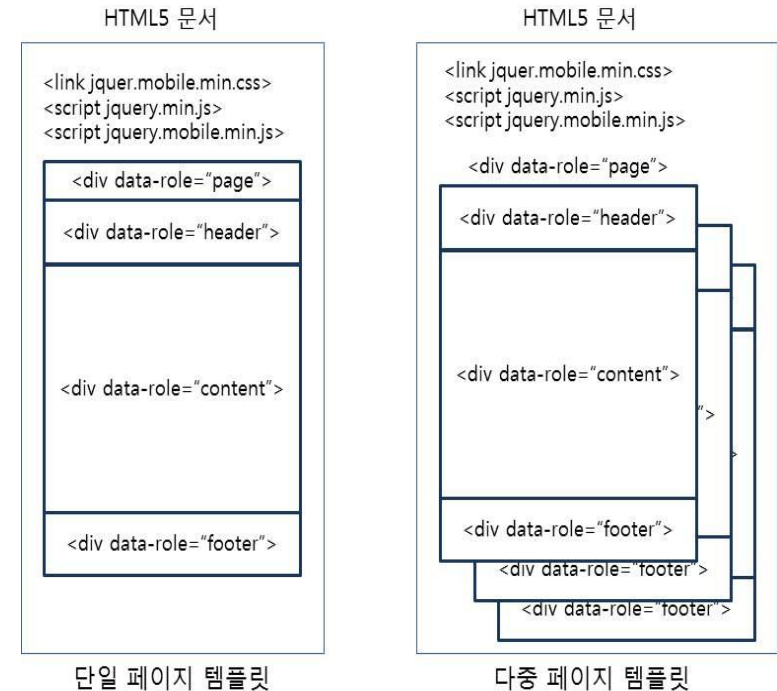 HTML5 문서
<link jquer.mobile.min.css>
<script jquery.min.js>
<script jquery.mobile.min.js>
<div data-role="page">
<div data-role="header">
<div data-role="content">
<div data-role="footer">
단일 페이지 템플릿
HTML5 문서
<link jquer.mobile.min.css>
<script jquery.min.js>
<script jquery.mobile.min.js>
<div data-role="page">
<div data-role="header">
<div data-role="content">
">
>
<div data-role="footer">
<div data-role="footer">
<div data-role="footer">
다중 페이지 템플릿